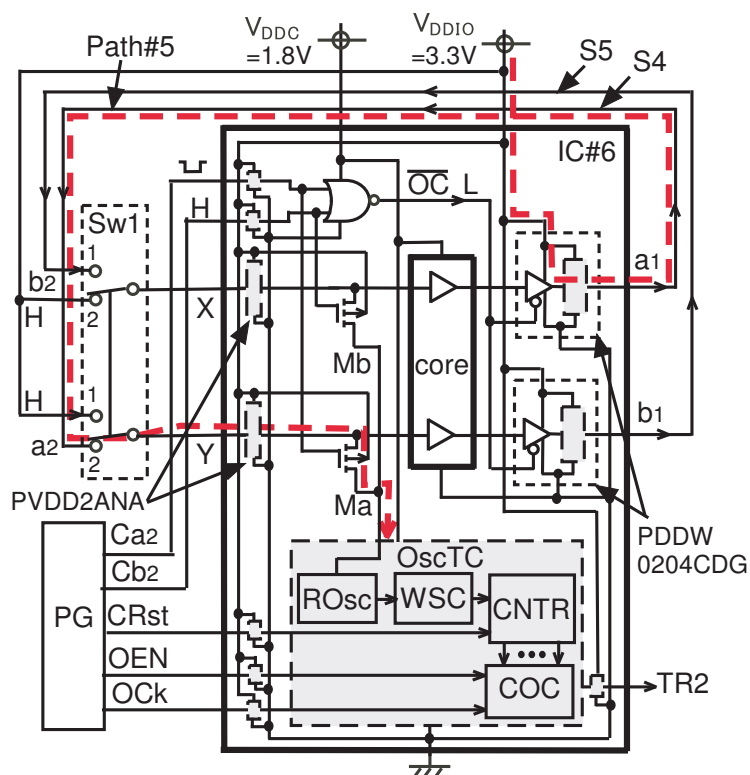 V_DDC
=1.8V
V_DDIO
=3.3V
Path#5
S5
S4
IC#6
Sw1
H
OC L
1
b2
2
H
X
a1
Mb
core
H
1
a2
2
Y
b1
Ma
PVDD2ANA
PDDW
0204CDG
PG
Ca2
Cb2
CRst
OEN
OCk
OscTC
ROsc
WSC
CNTR
COC
TR2